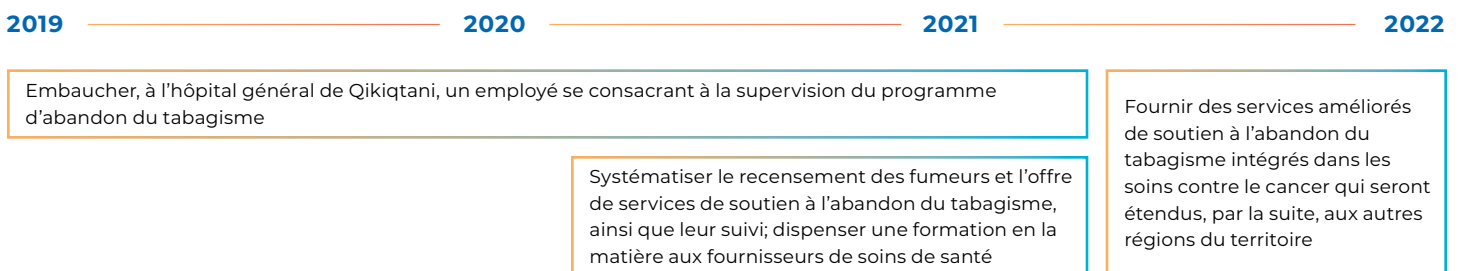 2019 2020 2021 2022
Embaucher, à l’hôpital général de Qikiqtani, un employé se consacrant à la supervision du programme
d’abandon du tabagisme
Systématiser le recensement des fumeurs et l’offre
de services de soutien à l’abandon du tabagisme,
ainsi que leur suivi; dispenser une formation en la
matière aux fournisseurs de soins de santé
Fournir des services améliorés
de soutien à l’abandon du
tabagisme intégrés dans les
soins contre le cancer qui seront
étendus, par la suite, aux autres
régions du territoire